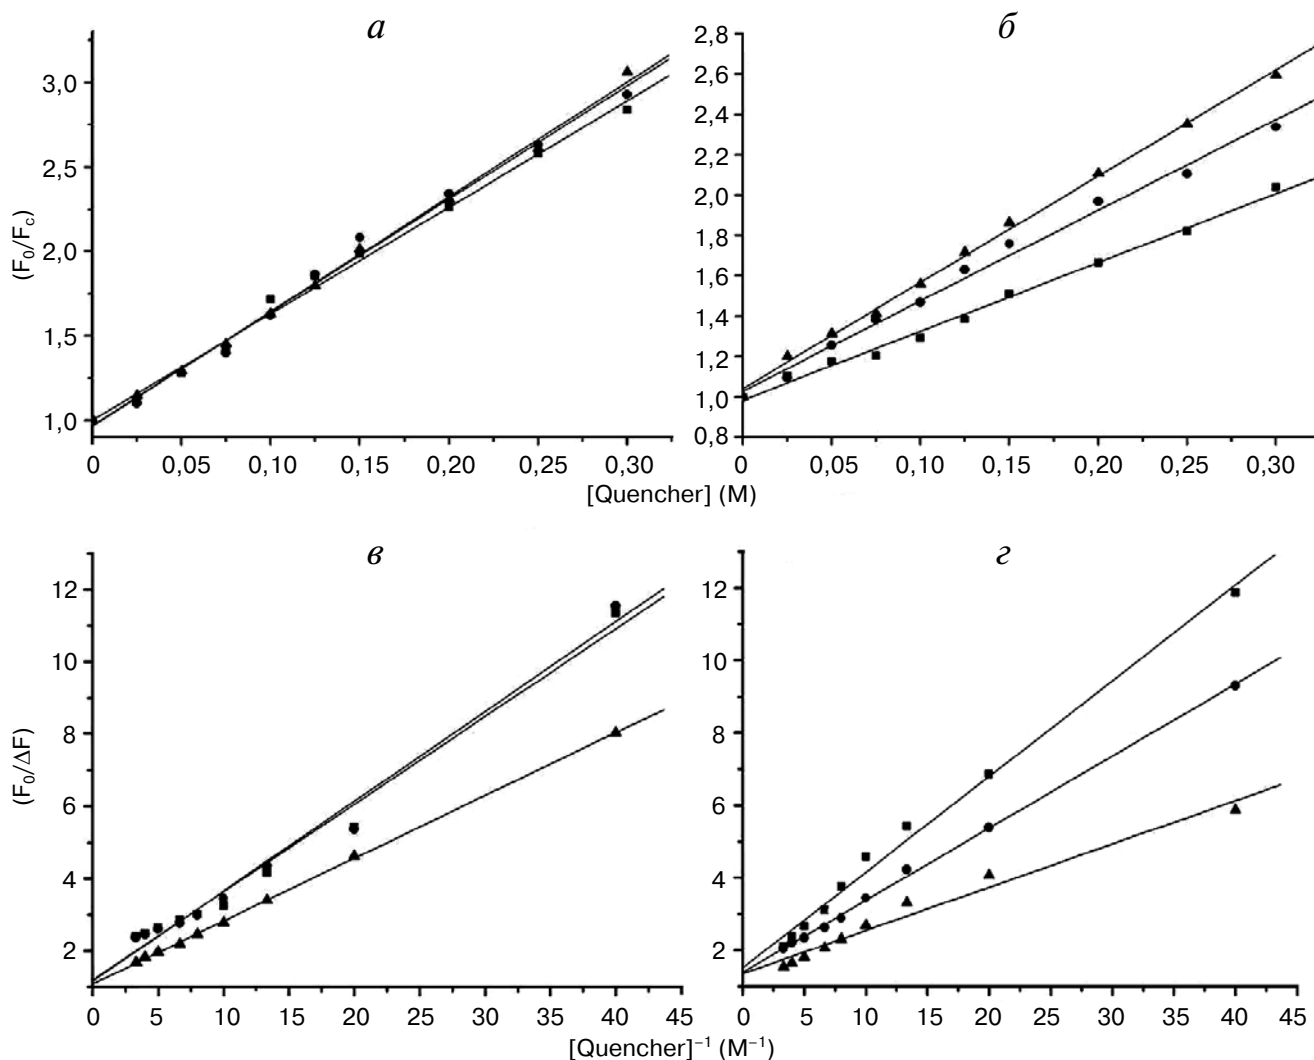 а
3,0
2,5
2,0
1,5
1,0
(F₀/F_c)
0 0,05 0,10 0,15 0,20 0,25 0,30
б
2,8
2,6
2,4
2,2
2,0
1,8
1,6
1,4
1,2
1,0
0,8
0 0,05 0,10 0,15 0,20 0,25 0,30
[Quencher] (M)
в
12
10
8
6
4
2
(F₀/ΔF)
0 5 10 15 20 25 30 35 40 45
г
12
10
8
6
4
2
0 5 10 15 20 25 30 35 40 45
[Quencher]⁻¹ (M⁻¹)